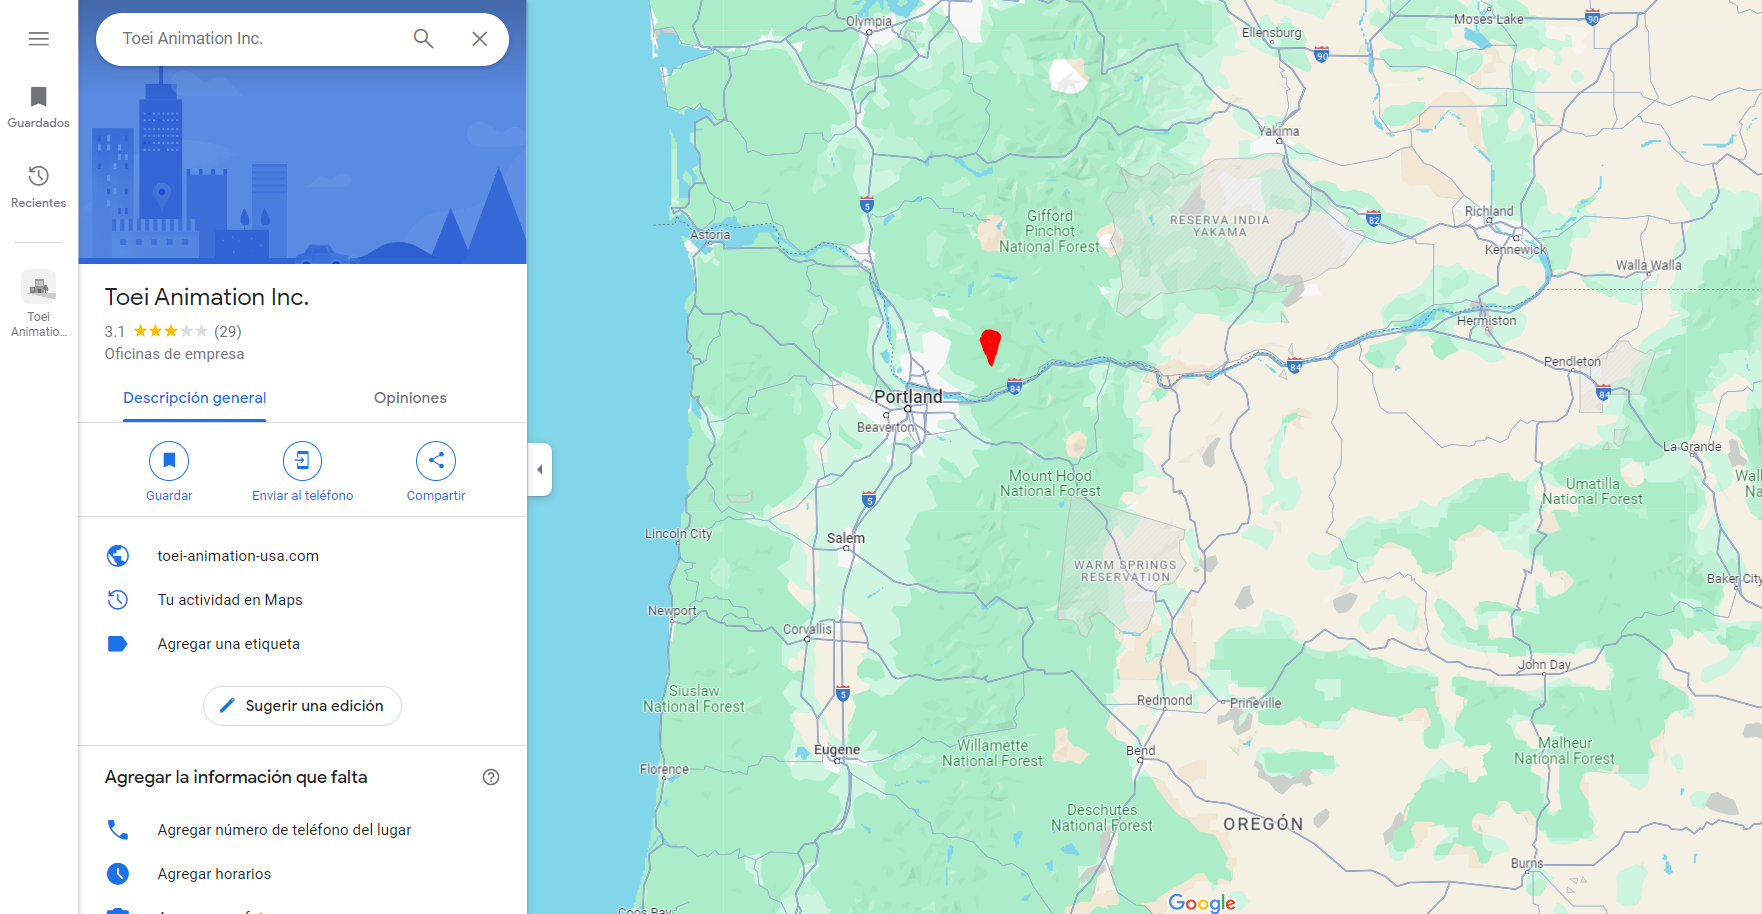 Toei Animation Inc.
Guardados
Recientes
Toei
Animatio...
Toei Animation Inc.
3.1
(29)
Oficinas de empresa
Descripción general
Opiniones
Guardar
Enviar al teléfono
Compartir
toei-animation-usa.com
Tu actividad en Maps
Agregar una etiqueta
Sugerir una edición
Agregar la información que falta
Agregar número de teléfono del lugar
Agregar horarios
Olympia
Moses Lake
90
Ellensburg
90
Yakima
5
Gifford
Pinchot
National Forest
RESERVA INDIA
YAKAMA
82
Richland
Kennewick
Astoria
Walla Walla
Hermiston
Pendleton
84
84
84
Portland
Beaverton
La Grande
Mount Hood
National Forest
Umatilla
National Forest
Wall
Na
5
Lincoln City
Salem
WARM SPRINGS
RESERVATION
Baker City
Newport
Corvallis
John Day
5
Siuslaw
National Forest
Redmond
Prineville
Eugene
Willamette
National Forest
Bend
Malheur
National Forest
Florence
Deschutes
National Forest
OREGÓN
Burns
Coos Bay
Google